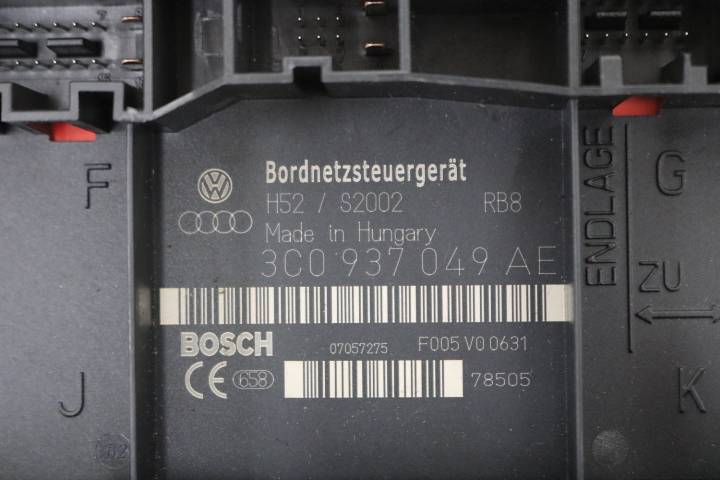 Bordnetzsteuergerät
H52 / S2002 RB8
Made in Hungary
3C0 937 049 AE
BOSCH 07057275 F005 V0 0631
CE 658 78505
F
J
ENDLAGE
G
ZU
K